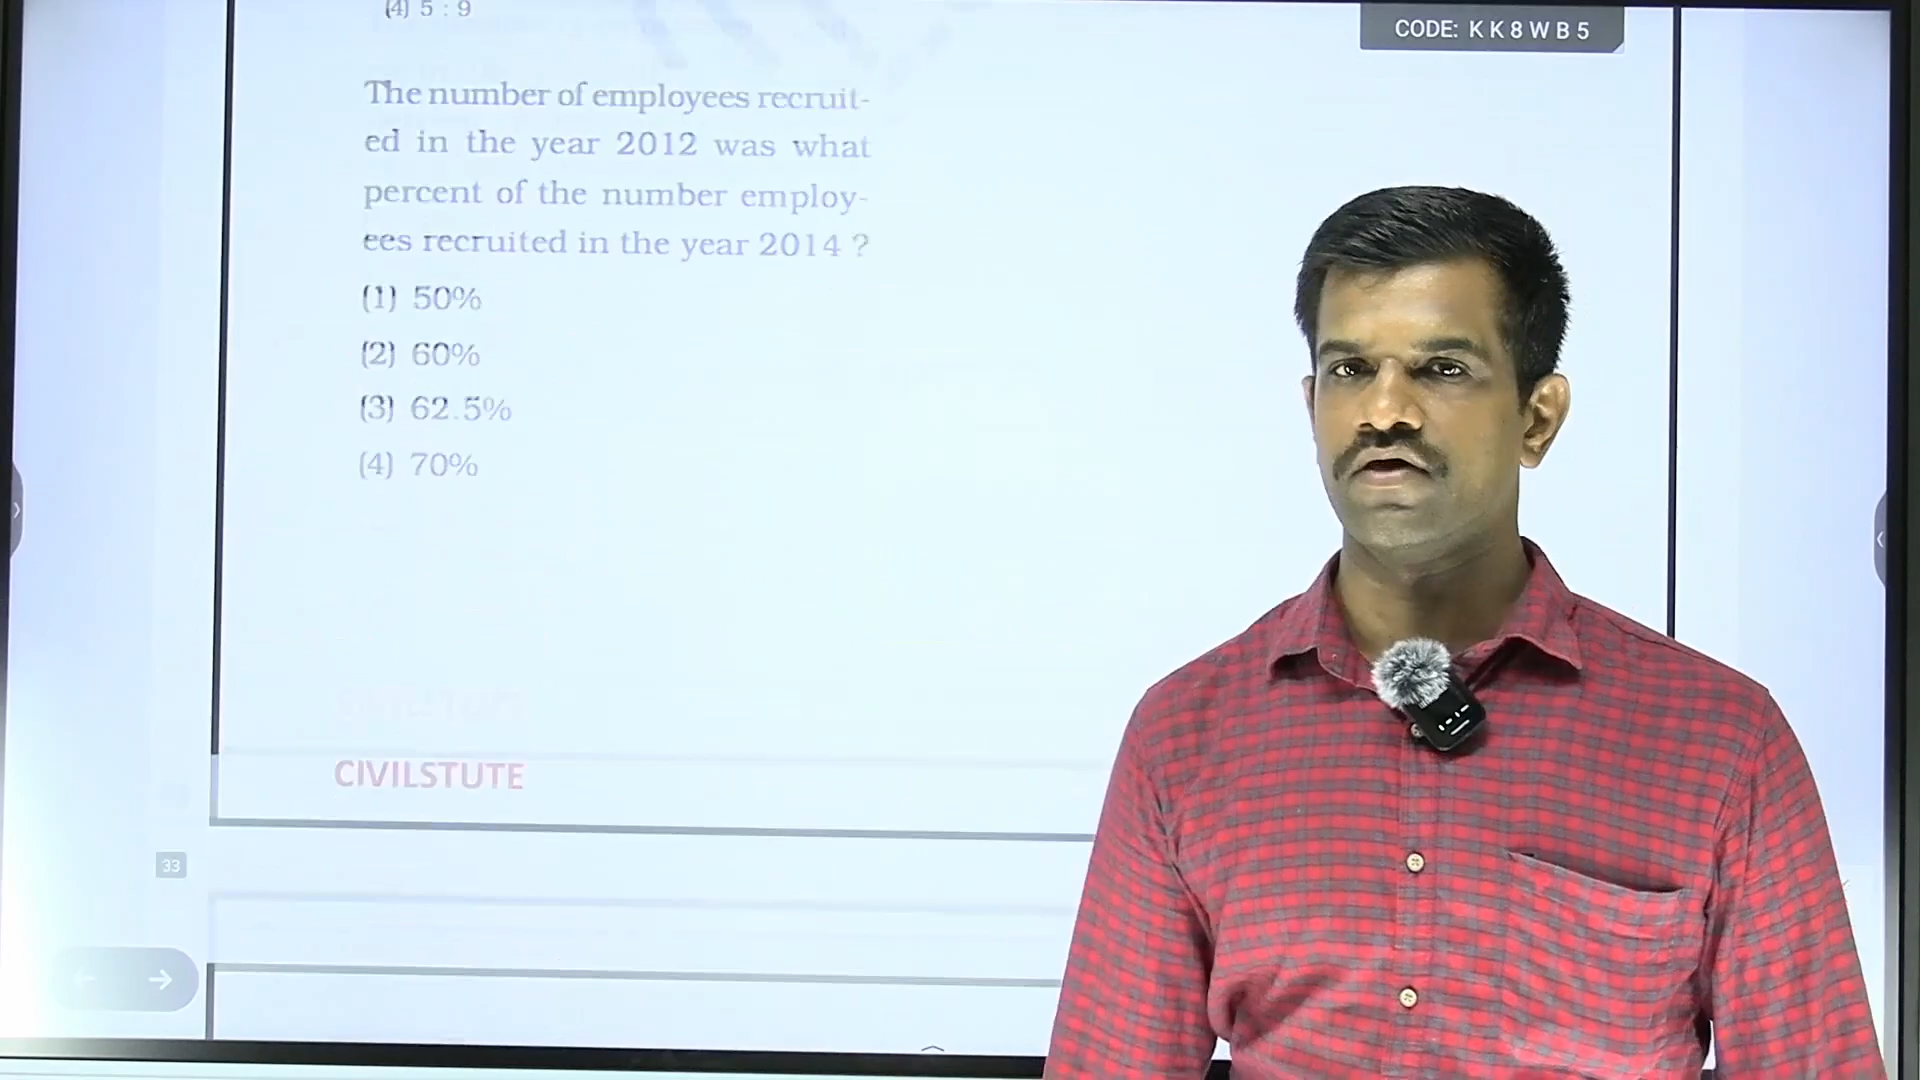 (4) 5 : 9
CODE: K K 8 W B 5
The number of employees recruit-
ed in the year 2012 was what
percent of the number employ-
ees recruited in the year 2014 ?
(1) 50%
(2) 60%
(3) 62.5%
(4) 70%
CIVILSTUTE
33